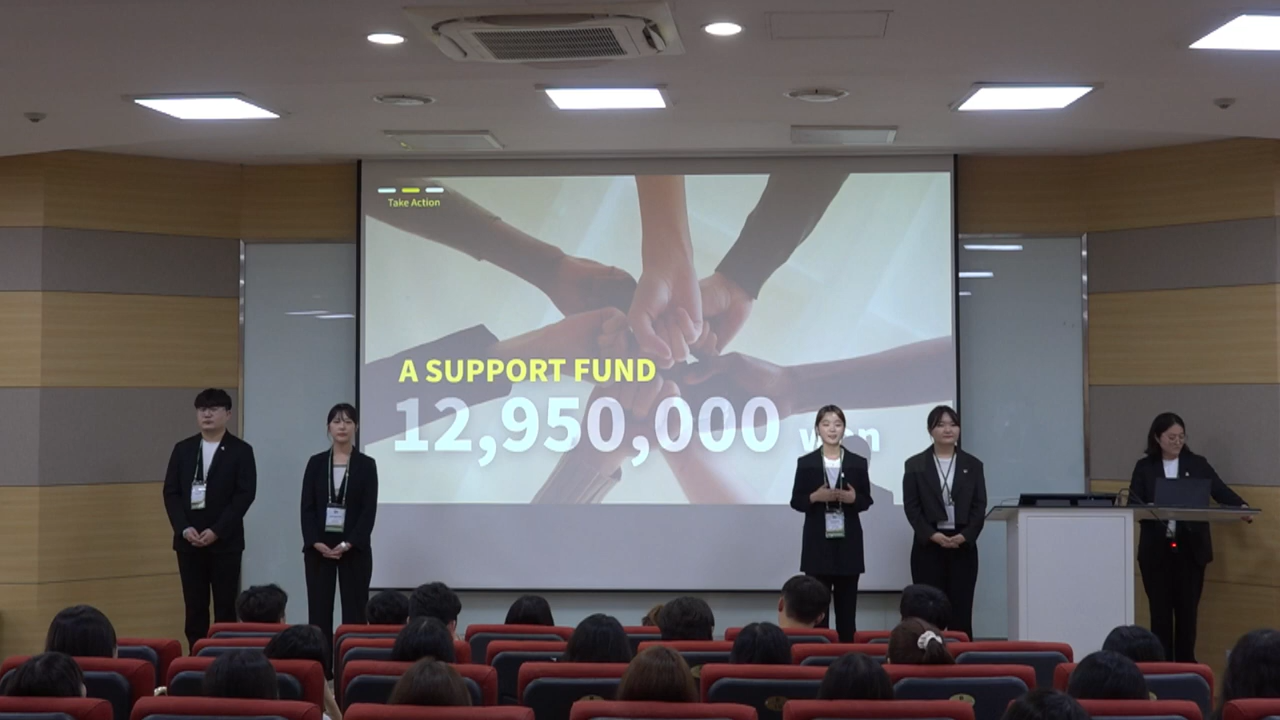 Take Action
A SUPPORT FUND
12,950,000 won